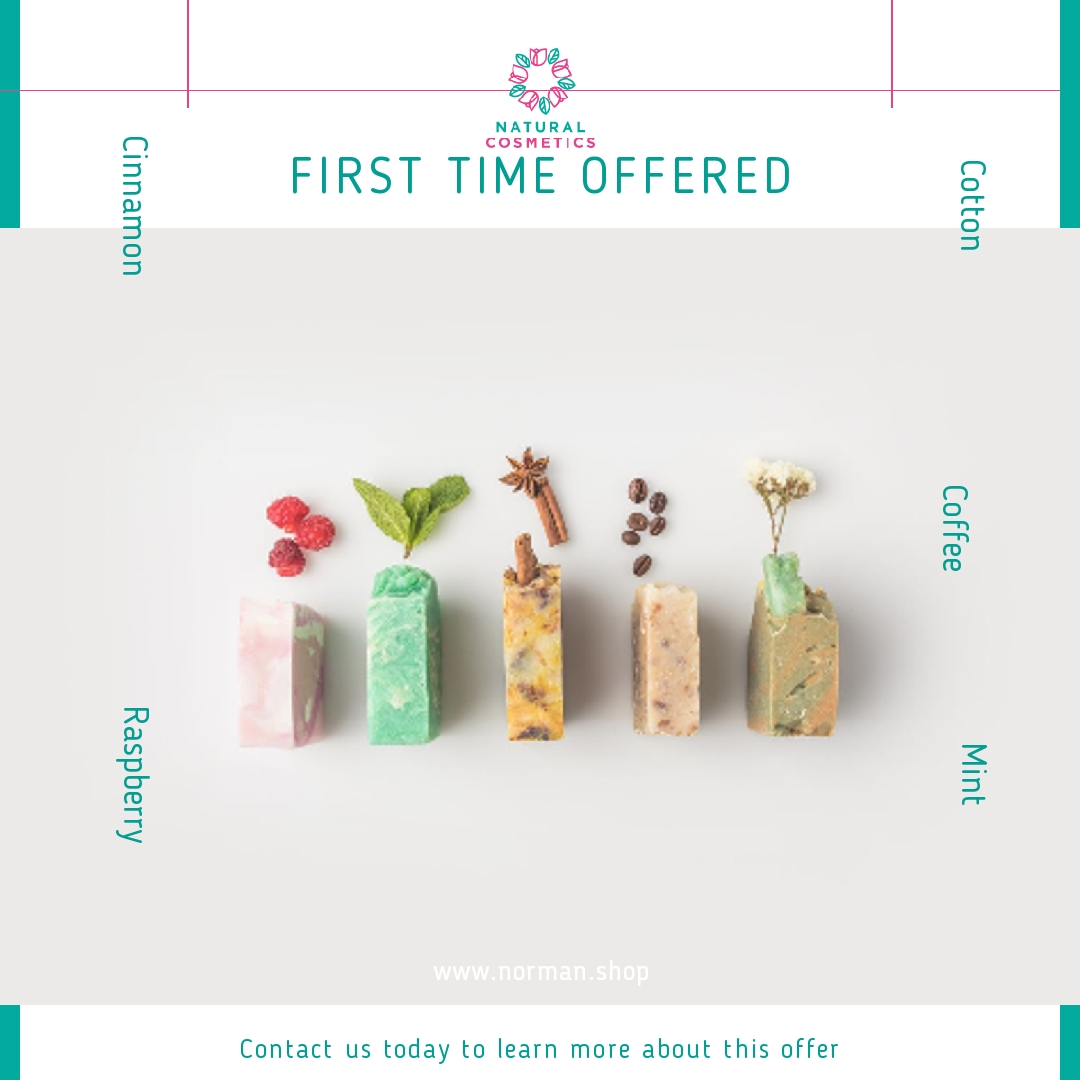 NATURAL
COSMETICS
FIRST TIME OFFERED
Cinnamon
Cotton
Coffee
Raspberry
Mint
www.norman.shop
Contact us today to learn more about this offer